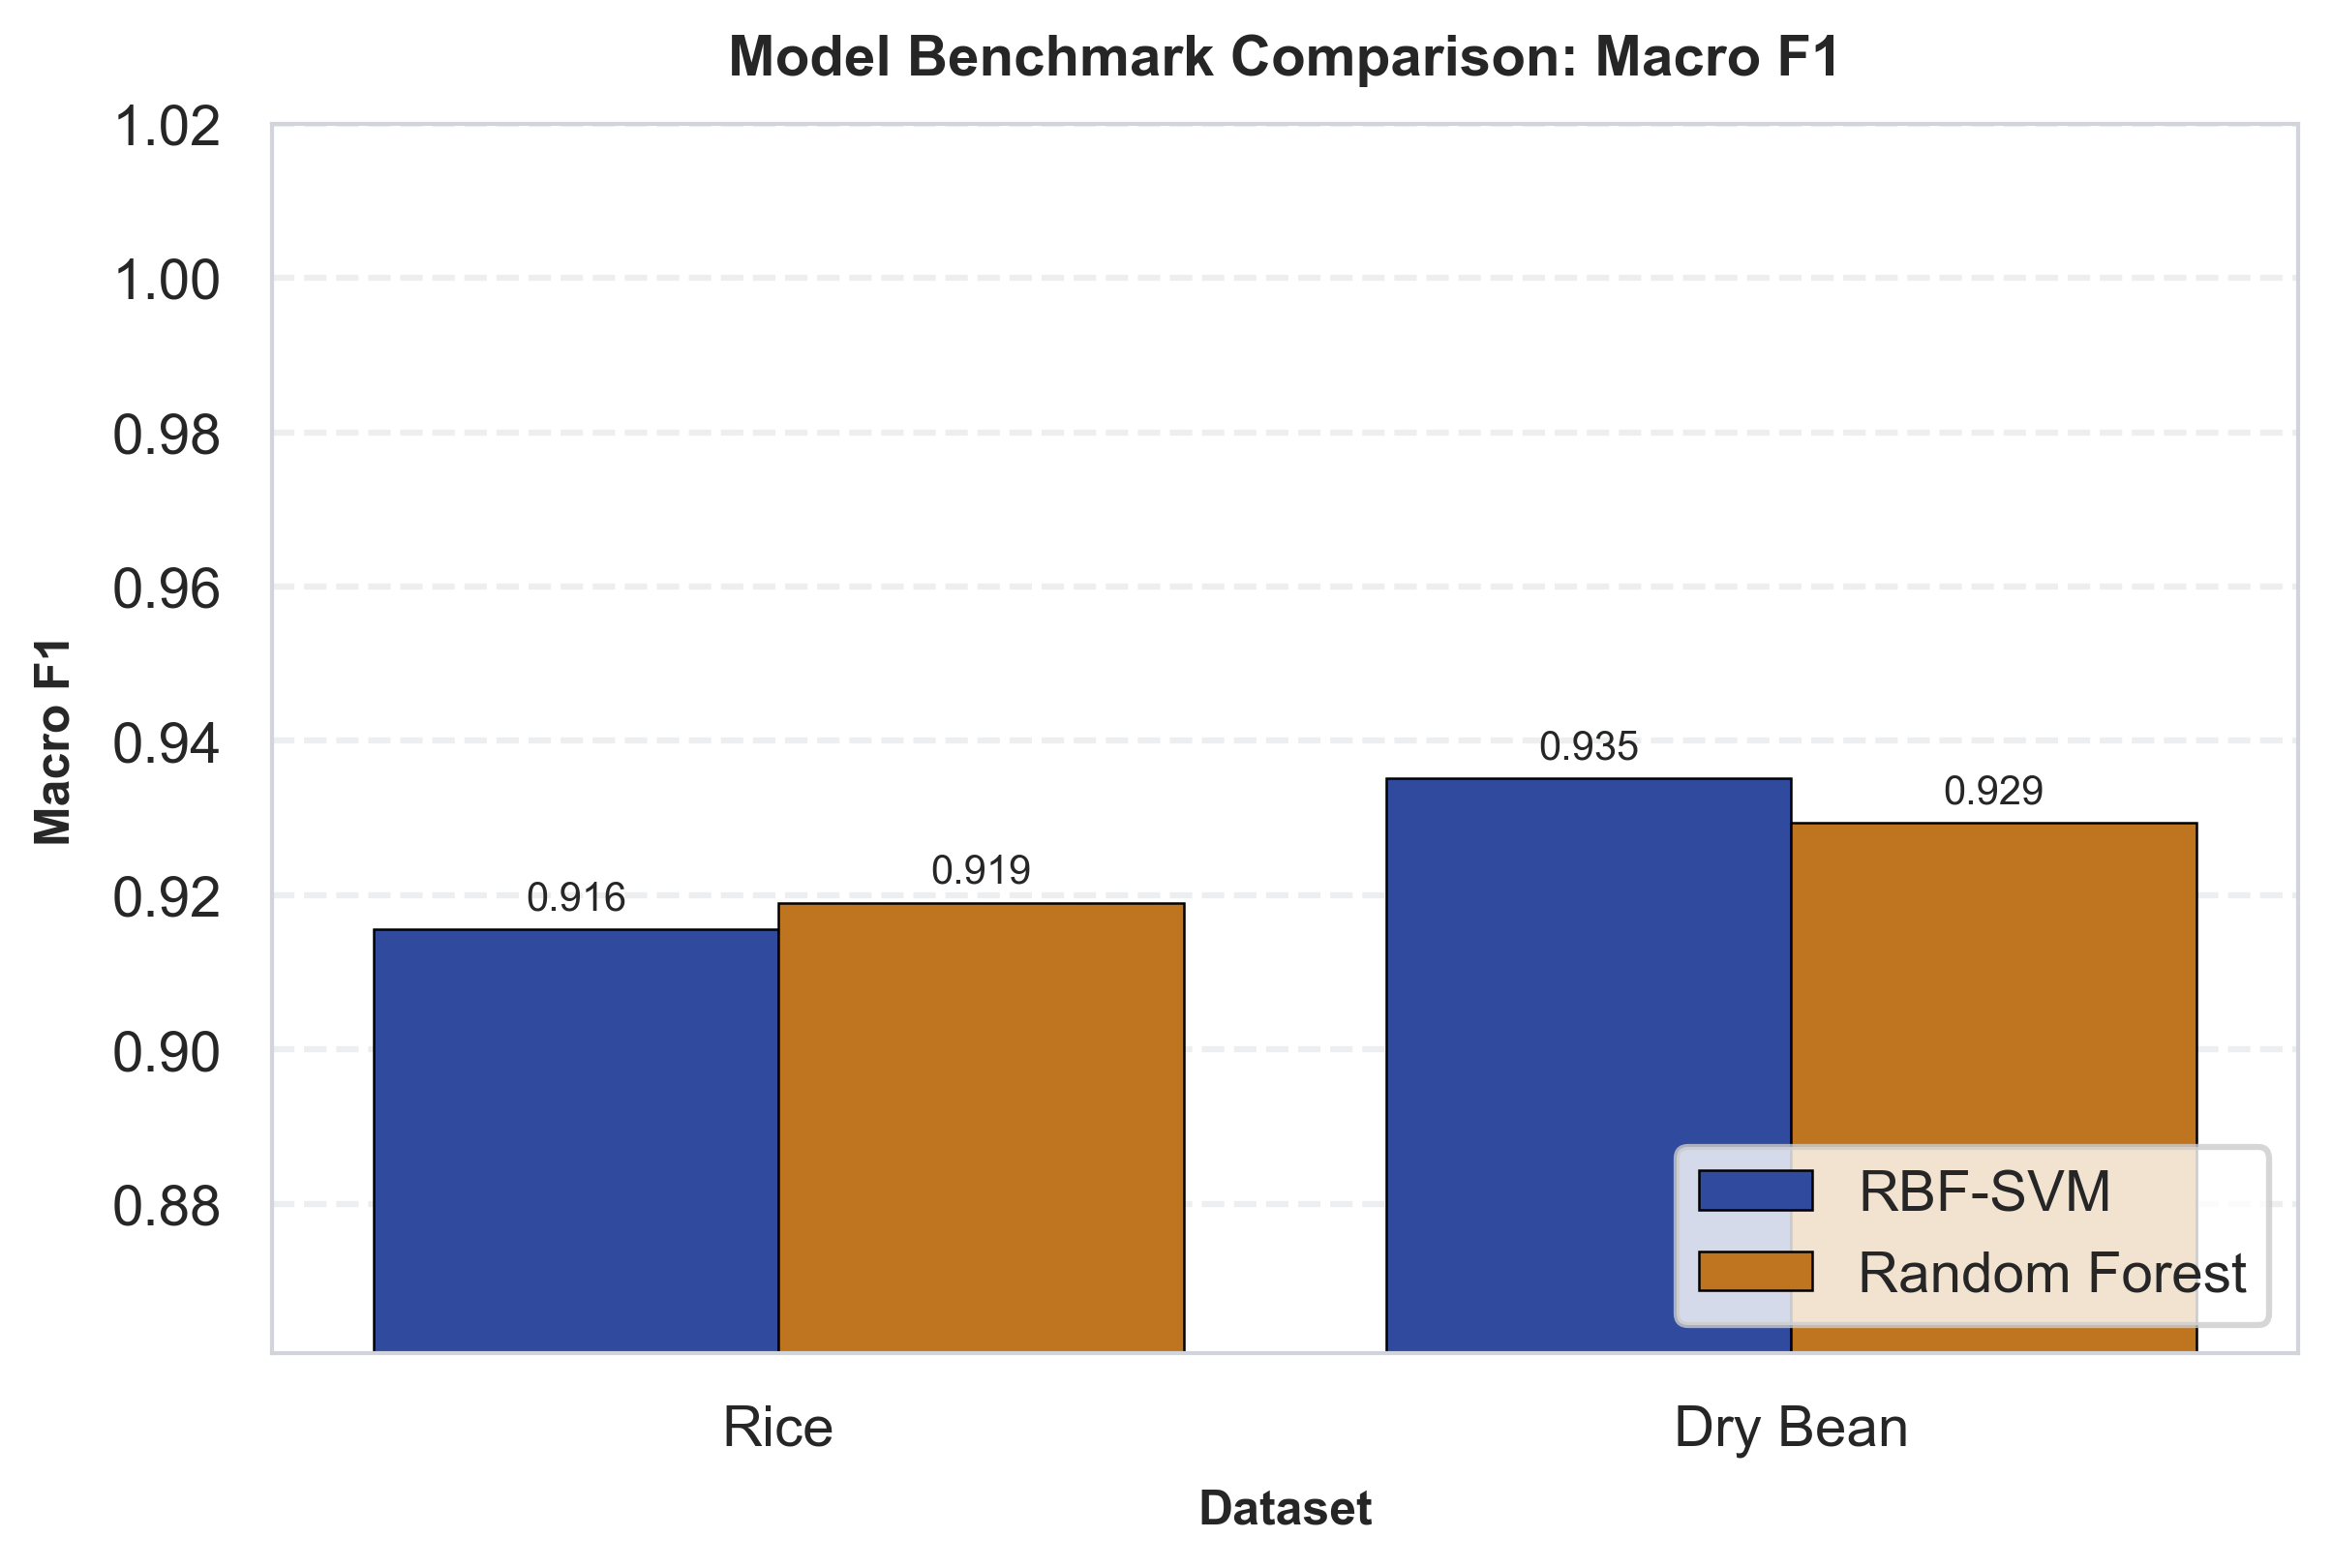 Model Benchmark Comparison: Macro F1
1.02
1.00
0.98
0.96
0.94
0.92
0.90
0.88
Macro F1
0.916
0.919
0.935
0.929
RBF-SVM
Random Forest
Rice
Dry Bean
Dataset